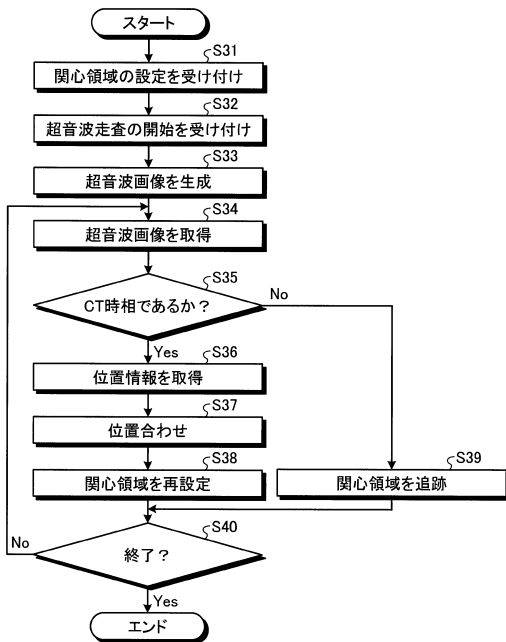 スタート
S31
関心領域の設定を受け付け
S32
超音波走査の開始を受け付け
S33
超音波画像を生成
S34
超音波画像を取得
S35
CT時相であるか？
No
Yes
S36
位置情報を取得
S37
位置合わせ
S38
関心領域を再設定
S39
関心領域を追跡
S40
終了？
No
Yes
エンド